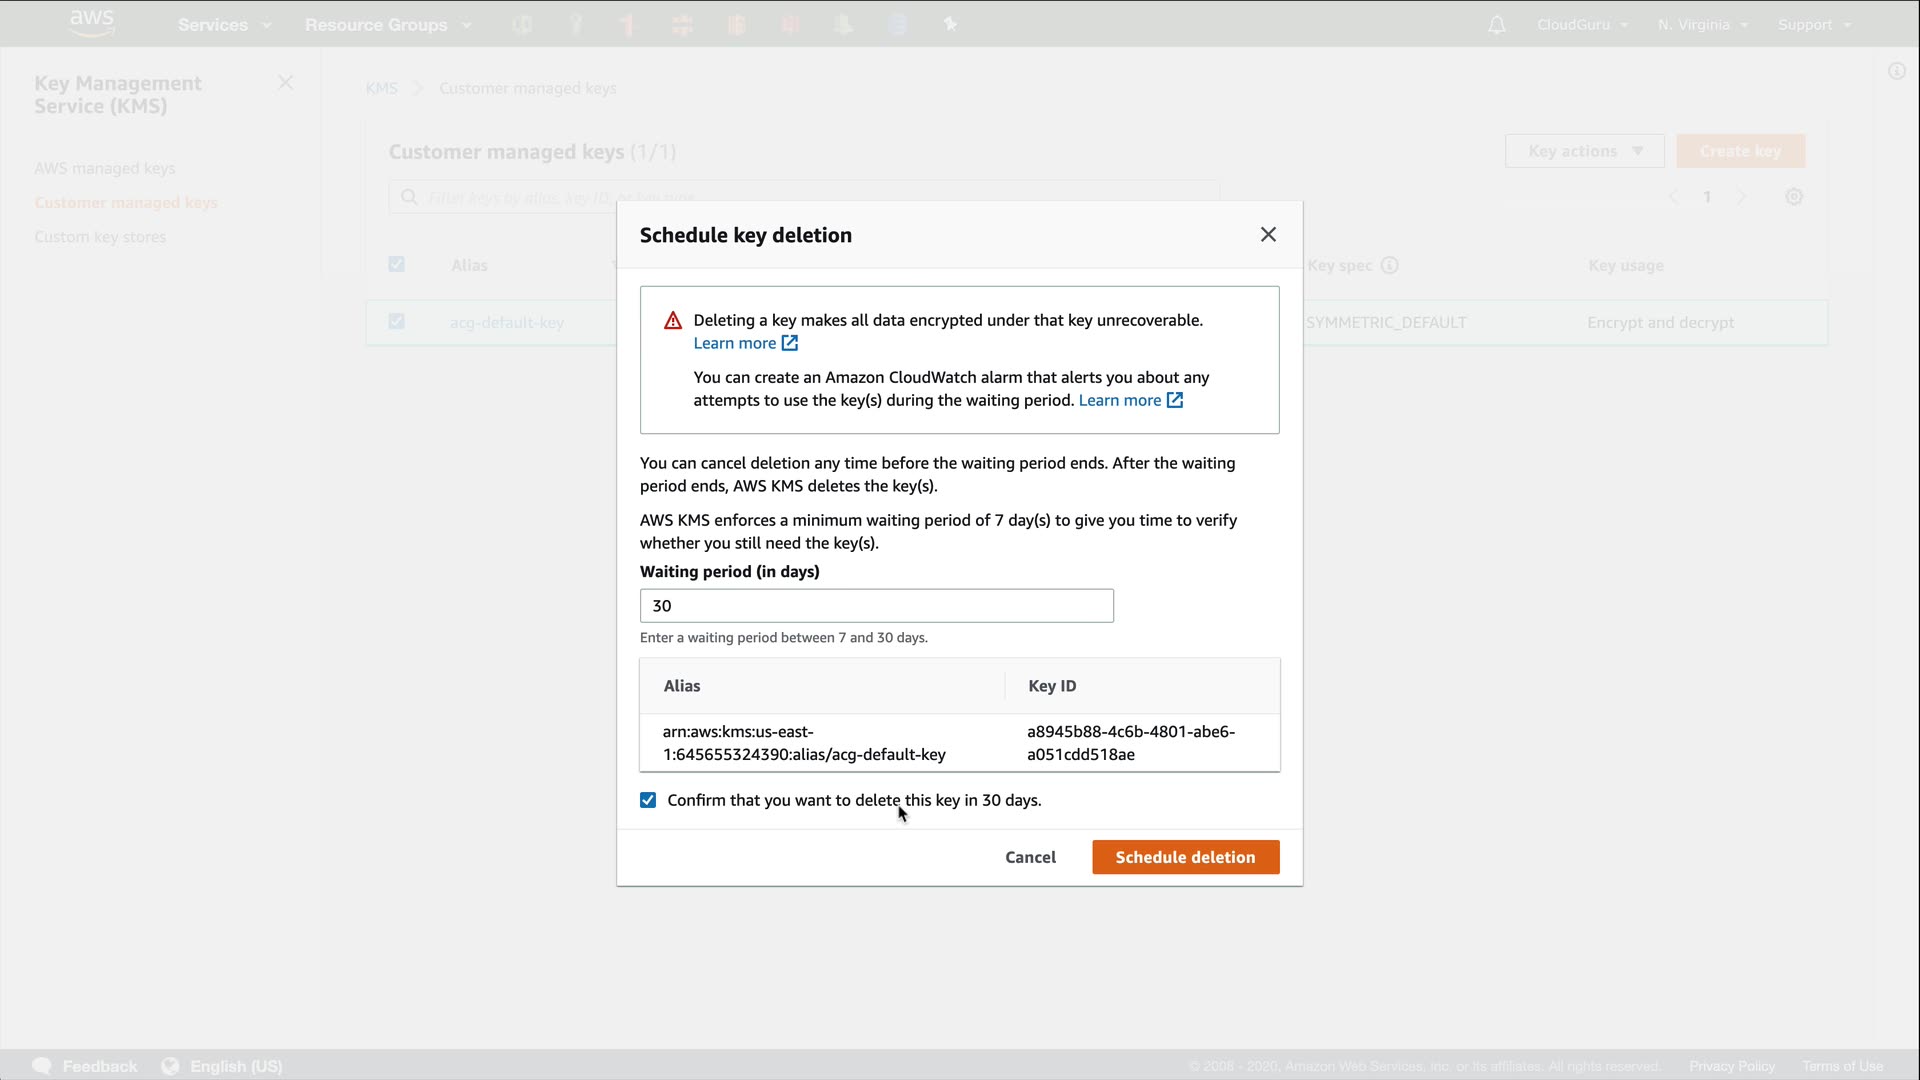 aws
Services
Resource Groups
CloudGuru
N. Virginia
Support
Key Management
Service (KMS)
AWS managed keys
Customer managed keys
Custom key stores
KMS
Customer managed keys
Customer managed keys (1/1)
Key actions
Create key
Filter keys by alias, key ID, or key type
1
Alias
Key spec
Key usage
acg-default-key
SYMMETRIC_DEFAULT
Encrypt and decrypt
Schedule key deletion
Deleting a key makes all data encrypted under that key unrecoverable.
Learn more
You can create an Amazon CloudWatch alarm that alerts you about any
attempts to use the key(s) during the waiting period. Learn more
You can cancel deletion any time before the waiting period ends. After the waiting
period ends, AWS KMS deletes the key(s).
AWS KMS enforces a minimum waiting period of 7 day(s) to give you time to verify
whether you still need the key(s).
Waiting period (in days)
30
Enter a waiting period between 7 and 30 days.
Alias
Key ID
arn:aws:kms:us-east-
1:645655324390:alias/acg-default-key
a8945b88-4c6b-4801-abe6-
a051cdd518ae
Confirm that you want to delete this key in 30 days.
Cancel
Schedule deletion
Feedback
English (US)
© 2008 - 2020, Amazon Web Services, Inc. or its affiliates. All rights reserved.
Privacy Policy
Terms of Use